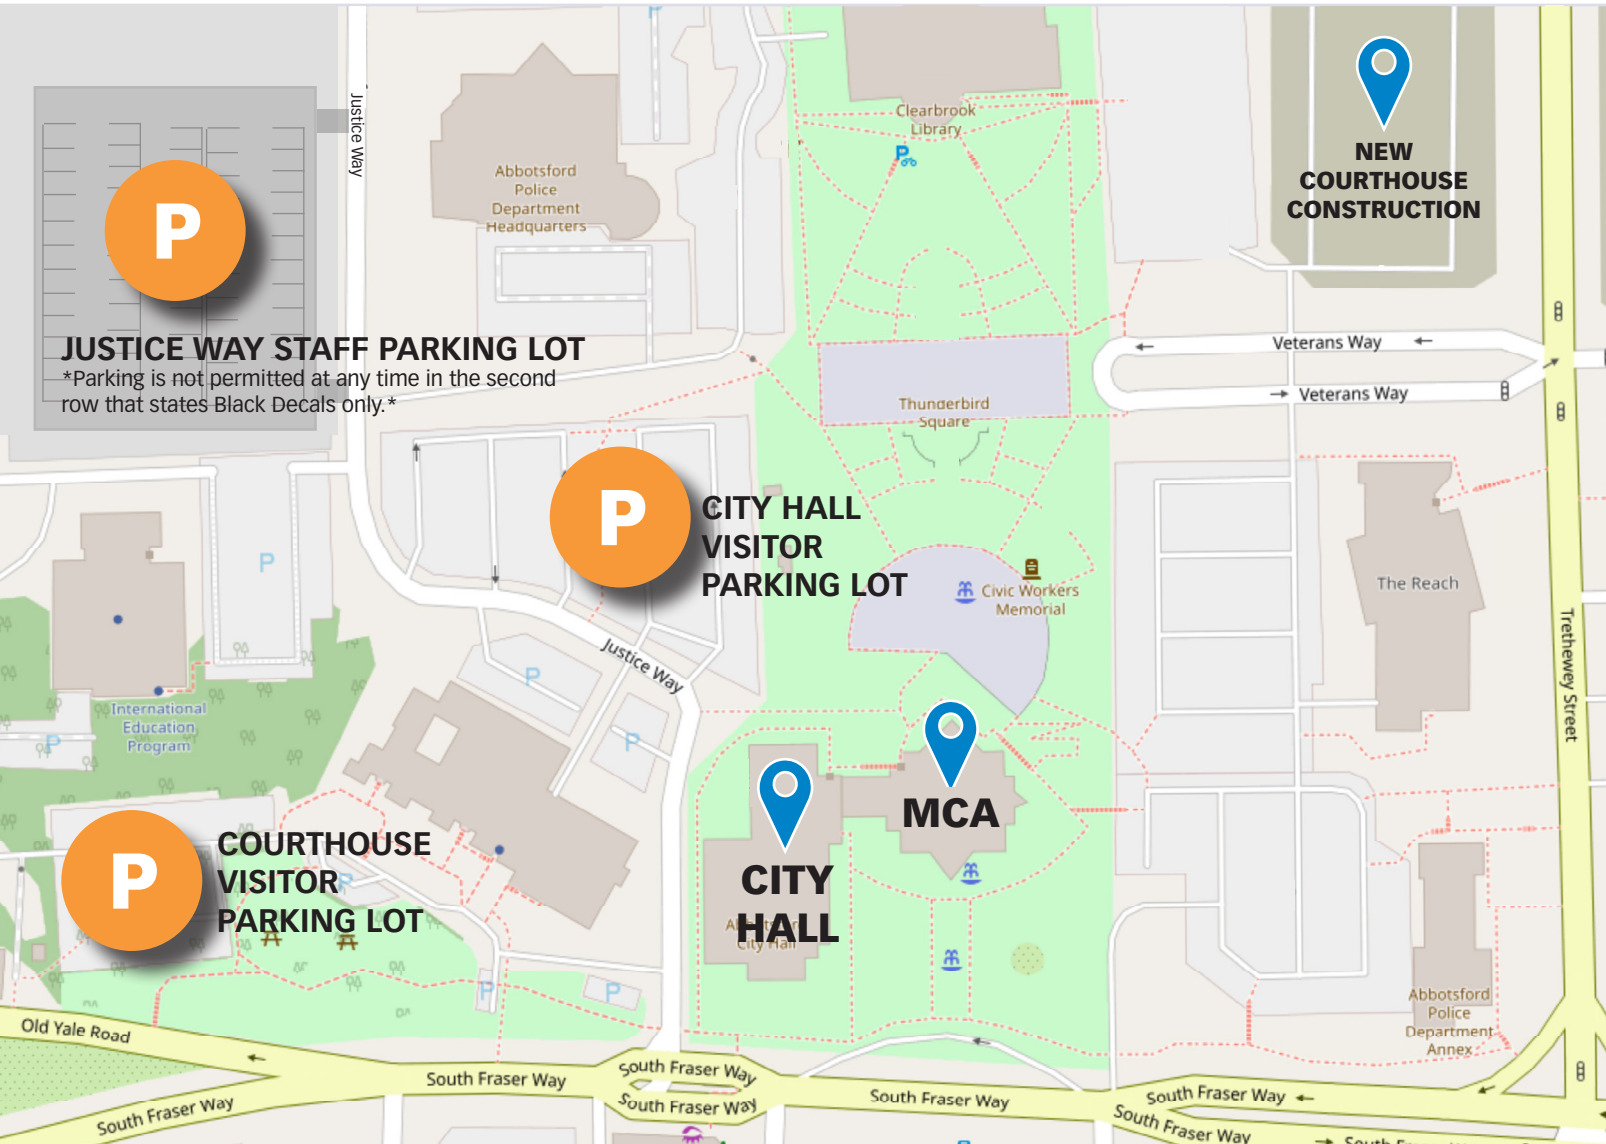 P
Justice Way
Clearbrook
Library
P
NEW
COURTHOUSE
CONSTRUCTION
Abbotsford
Police
Department
Headquarters
P
JUSTICE WAY STAFF PARKING LOT
*Parking is not permitted at any time in the second
row that states Black Decals only.*
Veterans Way
Veterans Way
Thunderbird
Square
P
CITY HALL
VISITOR
PARKING LOT
P
Civic Workers
Memorial
The Reach
Trethewey Street
Justice Way
P
P
International
Education
Program
P
MCA
CITY
HALL
Abbotsford
City Hall
P
COURTHOUSE
VISITOR
PARKING LOT
P
P
P
Abbotsford
Police
Department
Annex
Old Yale Road
South Fraser Way
South Fraser Way
South Fraser Way
South Fraser Way
South Fraser Way
South Fraser Way
South Fraser Way
South Fraser